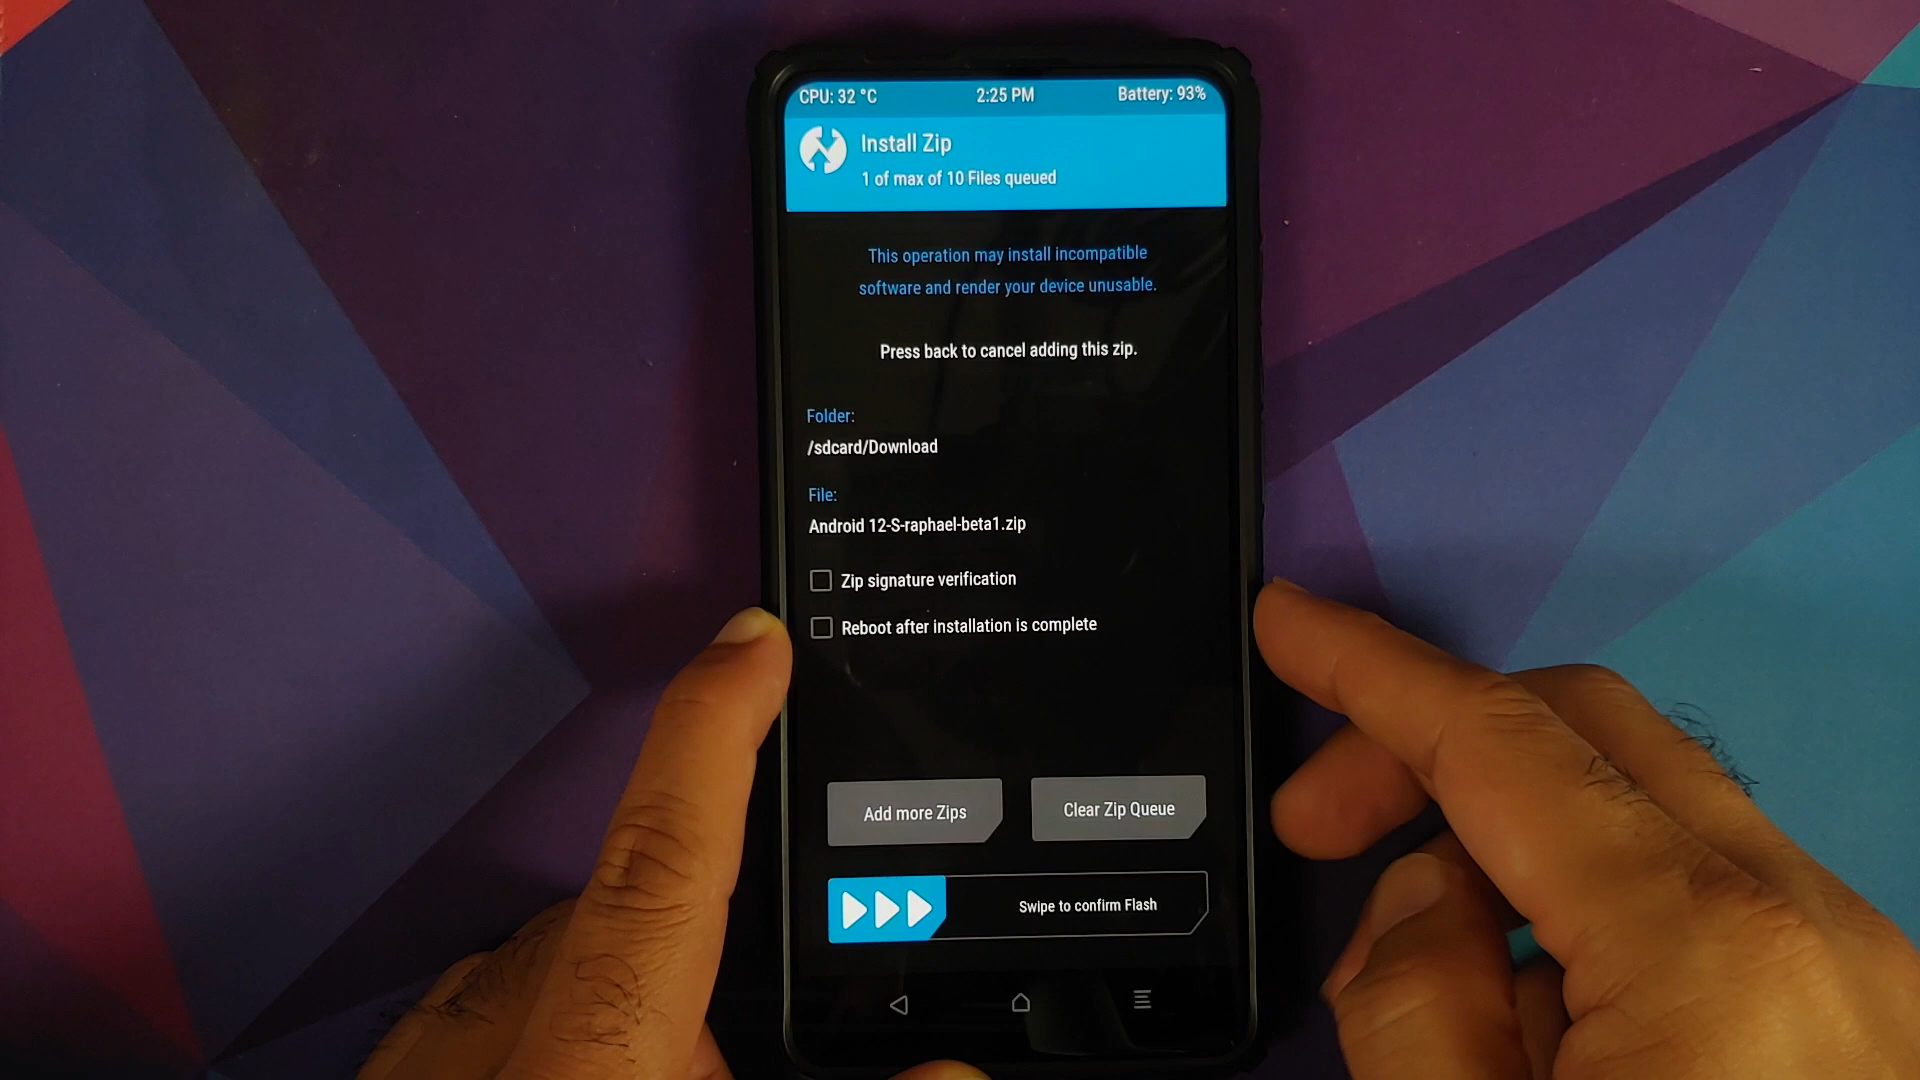 CPU: 32 °C 2:25 PM Battery: 93%
Install Zip
1 of max of 10 Files queued
This operation may install incompatible
software and render your device unusable.
Press back to cancel adding this zip.
Folder:
/sdcard/Download
File:
Android 12-S-raphael-beta1.zip
Zip signature verification
Reboot after installation is complete
Add more Zips Clear Zip Queue
Swipe to confirm Flash